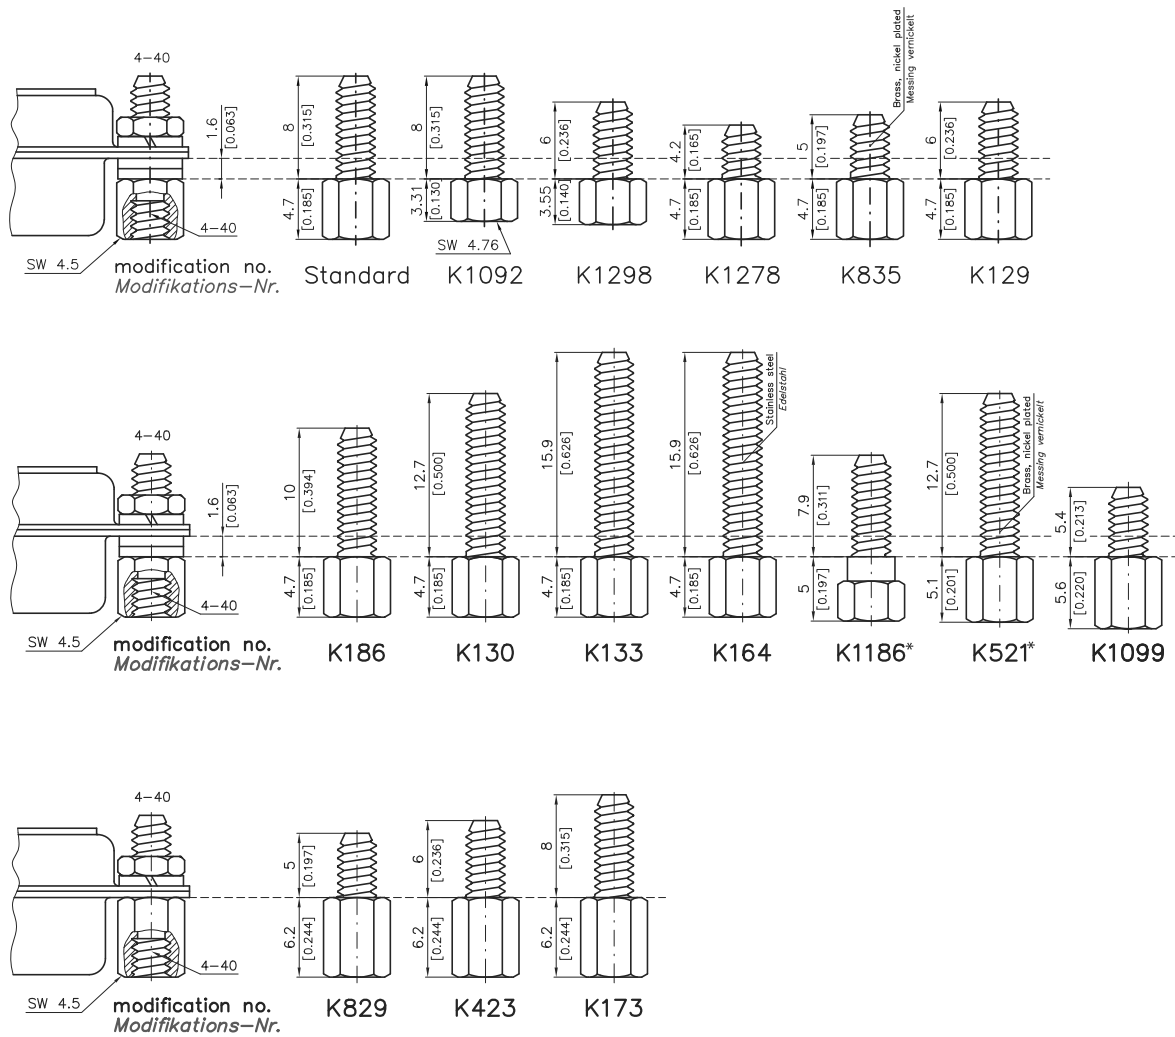 4-40
1.6
[0.063]
8
[0.315]
8
[0.315]
6
[0.236]
4.2
[0.165]
5
[0.197]
Brass, nickel plated
Messing vernickelt
6
[0.236]
4.7
[0.185]
3.31
[0.130]
3.55
[0.140]
4.7
[0.185]
4.7
[0.185]
4.7
[0.185]
4-40
SW 4.5
SW 4.76
modification no.
Modifikations-Nr.
Standard
K1092
K1298
K1278
K835
K129
4-40
1.6
[0.063]
10
[0.394]
12.7
[0.500]
15.9
[0.626]
15.9
[0.626]
Stainless steel
Edelstahl
7.9
[0.311]
12.7
[0.500]
Brass, nickel plated
Messing vernickelt
5.4
[0.213]
4.7
[0.185]
4.7
[0.185]
4.7
[0.185]
4.7
[0.185]
5
[0.197]
5.1
[0.201]
5.6
[0.220]
4-40
SW 4.5
modification no.
Modifikations-Nr.
K186
K130
K133
K164
K1186*
K521*
K1099
4-40
5
[0.197]
6
[0.236]
8
[0.315]
6.2
[0.244]
6.2
[0.244]
6.2
[0.244]
4-40
SW 4.5
modification no.
Modifikations-Nr.
K829
K423
K173